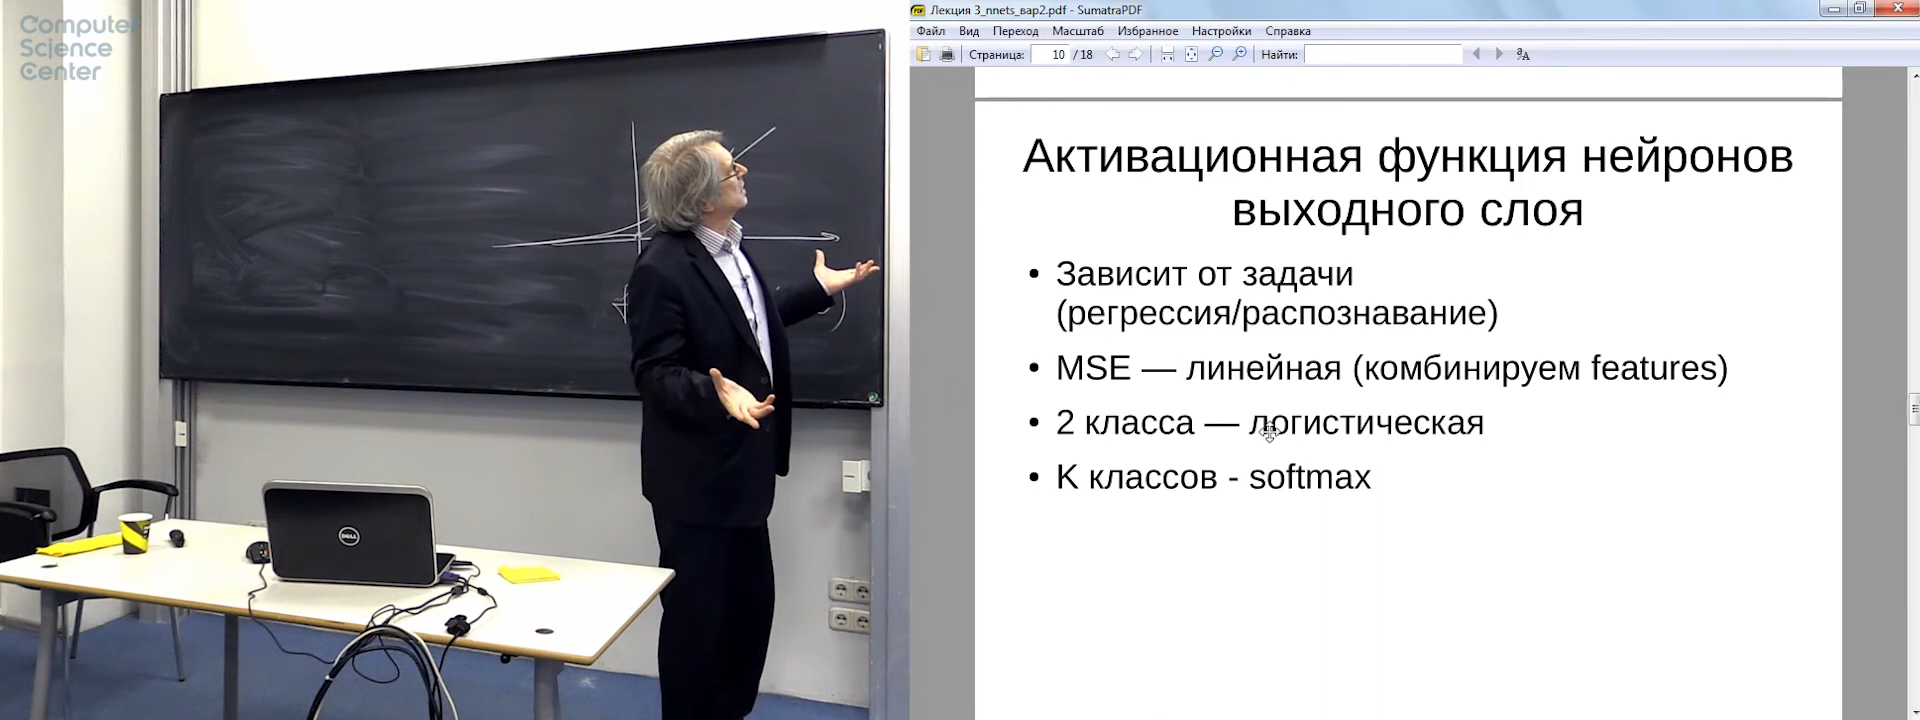 Computer
Science
Center
DELL
Лекция 3_nnets_вар2.pdf - SumatraPDF
Файл Вид Переход Масштаб Избранное Настройки Справка
Страница: 10 / 18 Найти:
Активационная функция нейронов
выходного слоя
• Зависит от задачи
(регрессия/распознавание)
• MSE — линейная (комбинируем features)
• 2 класса — логистическая
• K классов - softmax